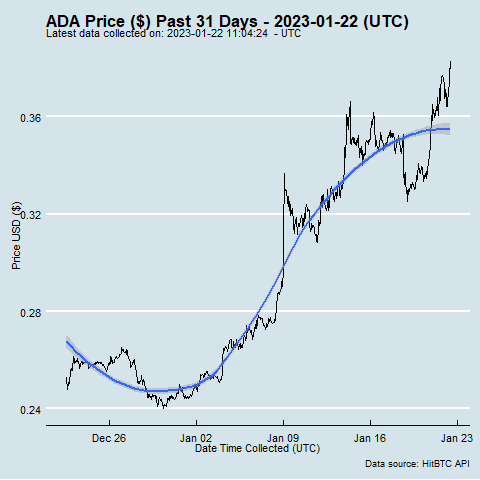 ADA Price ($) Past 31 Days - 2023-01-22 (UTC)
Latest data collected on: 2023-01-22 11:04:24 - UTC
Price USD ($)
0.36
0.32
0.28
0.24
Dec 26
Jan 02
Jan 09
Jan 16
Jan 23
Date Time Collected (UTC)
Data source: HitBTC API